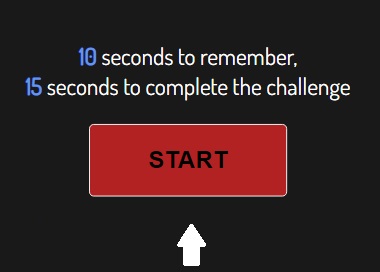 10 seconds to remember,
15 seconds to complete the challenge
START